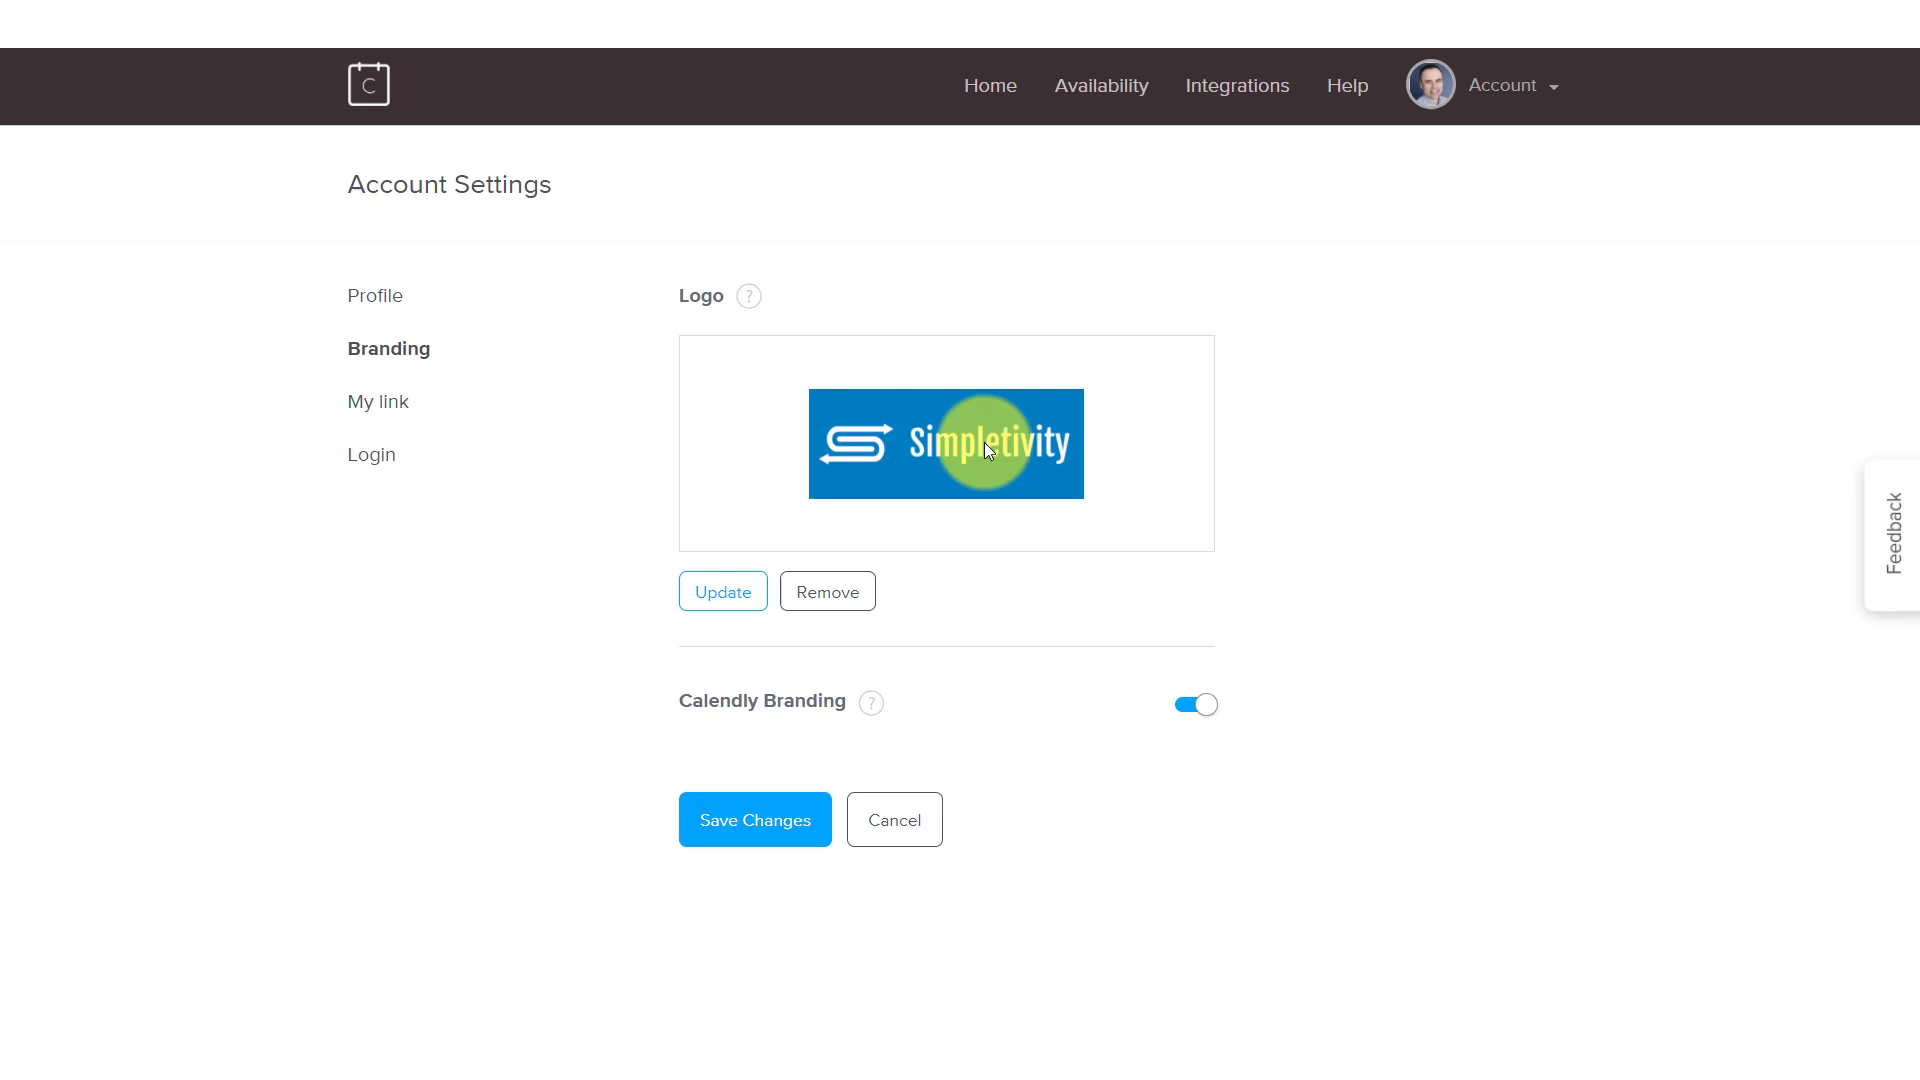 C
Home Availability Integrations Help Account
Account Settings
Profile
Branding
My link
Login
Logo ?
Simpletivity
Update Remove
Calendly Branding ?
Save Changes Cancel
Feedback